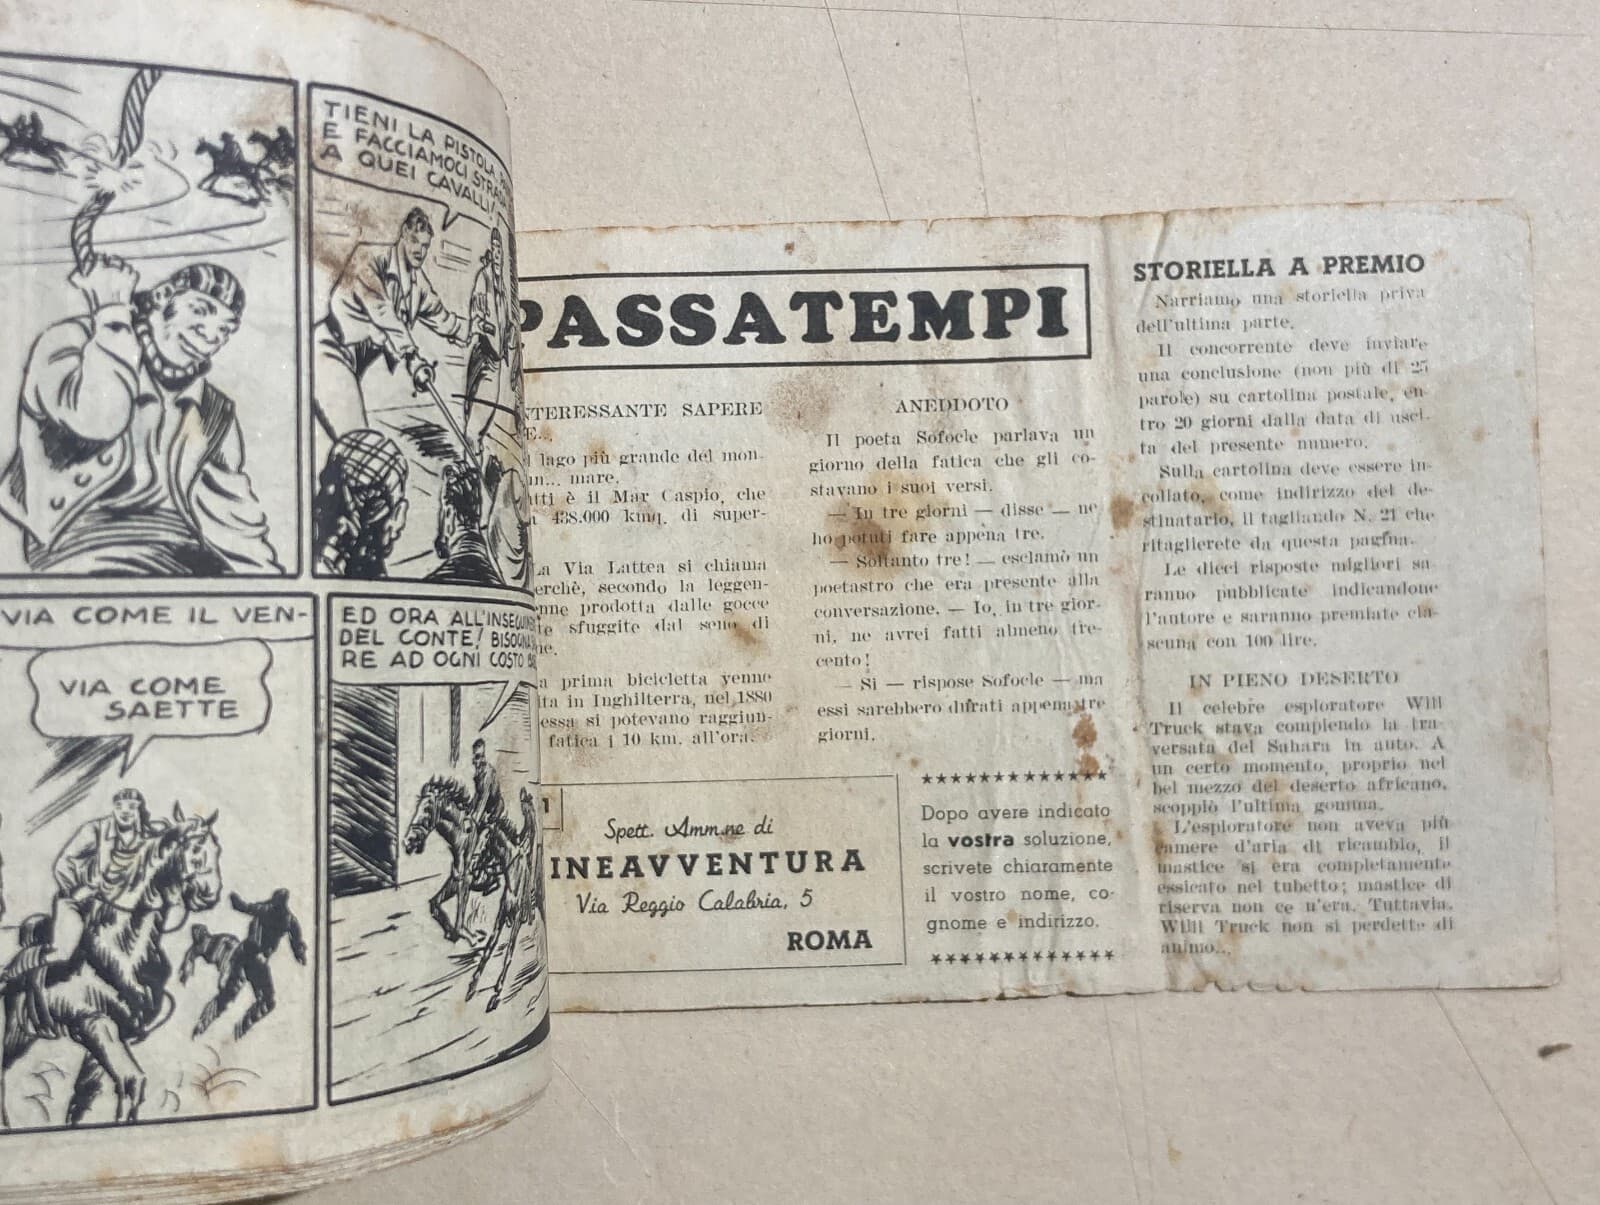 TIENI LA PISTOLA
E FACCIAMOCI STRADA
A QUEI CAVALLI!
VIA COME IL VEN-
VIA COME
SAETTE
ED ORA ALL'INSEGUIM
DEL CONTE! BISOGNA
RE AD OGNI COSTO
PASSATEMPI
NTERESSANTE SAPERE
E...
lago più grande del mon-
un... mare.
tti è il Mar Caspio, che
438.000 kmq. di super-
La Via Lattea si chiama
erchè, secondo la leggen-
nne prodotta dalle gocce
te sfuggite dal seno di
ne.
a prima bicicletta venne
ita in Inghilterra, nel 1880
essa si potevano raggiun-
fatica i 10 km. all'ora.
ANEDDOTO
Il poeta Sofocle parlava un
giorno della fatica che gli co-
stavano i suoi versi.
— In tre giorni — disse — ne
ho potuti fare appena tre.
— Soltanto tre! — esclamò un
poetastro che era presente alla
conversazione. — Io, in tre gior-
ni, ne avrei fatti almeno tre-
cento!
— Si — rispose Sofocle — ma
essi sarebbero durati appena tre
giorni.
1
Spett. Amm.ne di
INEAVVENTURA
Via Reggio Calabria, 5
ROMA
Dopo avere indicato
la vostra soluzione,
scrivete chiaramente
il vostro nome, co-
gnome e indirizzo.
STORIELLA A PREMIO
Narriamo una storiella priva
dell'ultima parte.
Il concorrente deve inviare
una conclusione (non più di 25
parole) su cartolina postale, en-
tro 20 giorni dalla data di usci-
ta del presente numero.
Sulla cartolina deve essere in-
collato, come indirizzo del de-
stinatario, il tagliando N. 21 che
ritaglierete da questa pagina.
Le dieci risposte migliori sa-
ranno pubblicate indicandone
l'autore e saranno premiate cia-
scuna con 100 lire.
IN PIENO DESERTO
Il celebre esploratore Will
Truck stava compiendo la tra-
versata del Sahara in auto. A
un certo momento, proprio nel
bel mezzo del deserto africano,
scoppiò l'ultima gomma.
L'esploratore non aveva più
camere d'aria di ricambio, il
mastice si era completamente
essicato nel tubetto; mastice di
riserva non ce n'era. Tuttavia,
Willi Truck non si perdette di
animo...